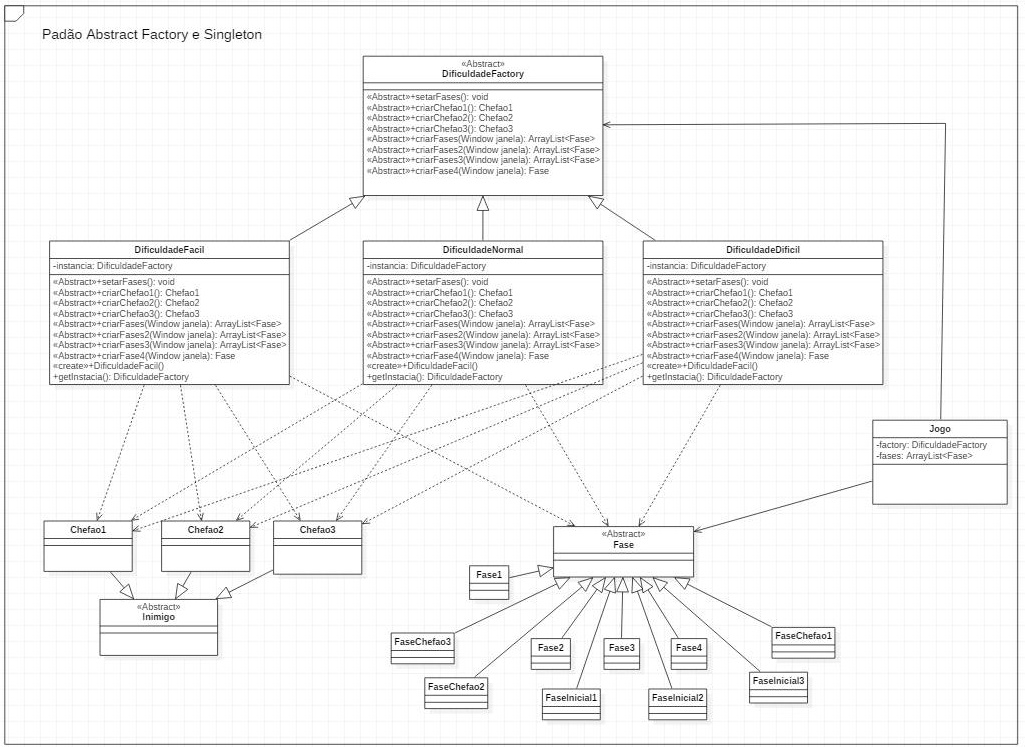 Padão Abstract Factory e Singleton
«Abstract»
DificuldadeFactory
«Abstract»+setarFases(): void
«Abstract»+criarChefao1(): Chefao1
«Abstract»+criarChefao2(): Chefao2
«Abstract»+criarChefao3(): Chefao3
«Abstract»+criarFases(Window janela): ArrayList<Fase>
«Abstract»+criarFases2(Window janela): ArrayList<Fase>
«Abstract»+criarFases3(Window janela): ArrayList<Fase>
«Abstract»+criarFase4(Window janela): Fase
DificuldadeFacil
-instancia: DificuldadeFactory
«Abstract»+setarFases(): void
«Abstract»+criarChefao1(): Chefao1
«Abstract»+criarChefao2(): Chefao2
«Abstract»+criarChefao3(): Chefao3
«Abstract»+criarFases(Window janela): ArrayList<Fase>
«Abstract»+criarFases2(Window janela): ArrayList<Fase>
«Abstract»+criarFases3(Window janela): ArrayList<Fase>
«Abstract»+criarFase4(Window janela): Fase
«create»+DificuldadeFacil()
+getInstacia(): DificuldadeFactory
DificuldadeNormal
-instancia: DificuldadeFactory
«Abstract»+setarFases(): void
«Abstract»+criarChefao1(): Chefao1
«Abstract»+criarChefao2(): Chefao2
«Abstract»+criarChefao3(): Chefao3
«Abstract»+criarFases(Window janela): ArrayList<Fase>
«Abstract»+criarFases2(Window janela): ArrayList<Fase>
«Abstract»+criarFases3(Window janela): ArrayList<Fase>
«Abstract»+criarFase4(Window janela): Fase
«create»+DificuldadeFacil()
+getInstacia(): DificuldadeFactory
DificuldadeDificil
-instancia: DificuldadeFactory
«Abstract»+setarFases(): void
«Abstract»+criarChefao1(): Chefao1
«Abstract»+criarChefao2(): Chefao2
«Abstract»+criarChefao3(): Chefao3
«Abstract»+criarFases(Window janela): ArrayList<Fase>
«Abstract»+criarFases2(Window janela): ArrayList<Fase>
«Abstract»+criarFases3(Window janela): ArrayList<Fase>
«Abstract»+criarFase4(Window janela): Fase
«create»+DificuldadeFacil()
+getInstacia(): DificuldadeFactory
Jogo
-factory: DificuldadeFactory
-fases: ArrayList<Fase>
Chefao1
Chefao2
Chefao3
«Abstract»
Fase
Fase1
«Abstract»
Inimigo
FaseChefao3
Fase2
Fase3
Fase4
FaseChefao1
FaseChefao2
FaseInicial1
FaseInicial2
FaseInicial3